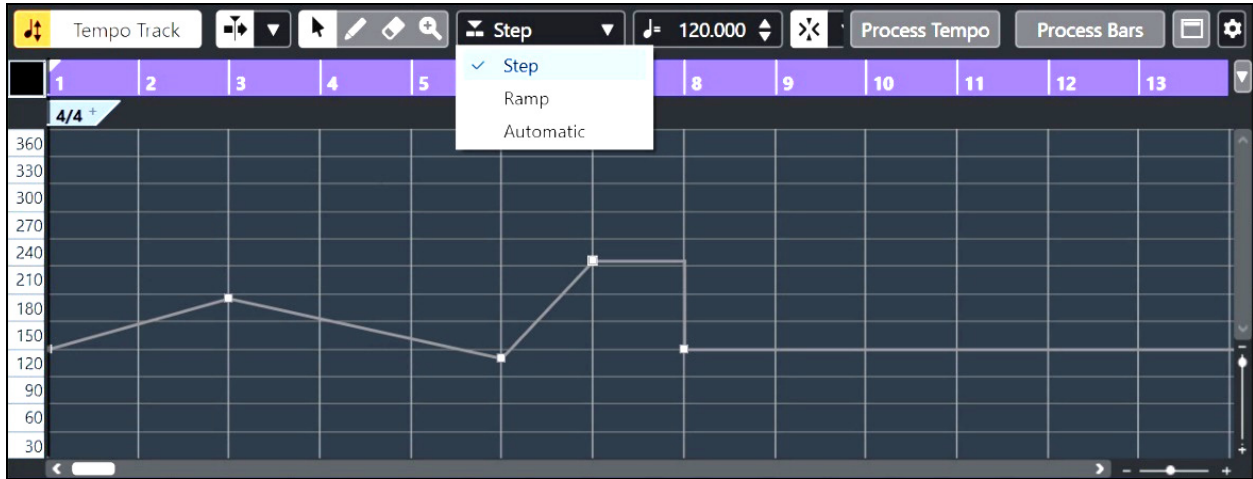 Tempo Track Step 120.000 Process Tempo Process Bars
Step
Ramp
Automatic
1 2 3 4 5 8 9 10 11 12 13
4/4 +
360
330
300
270
240
210
180
150
120
90
60
30